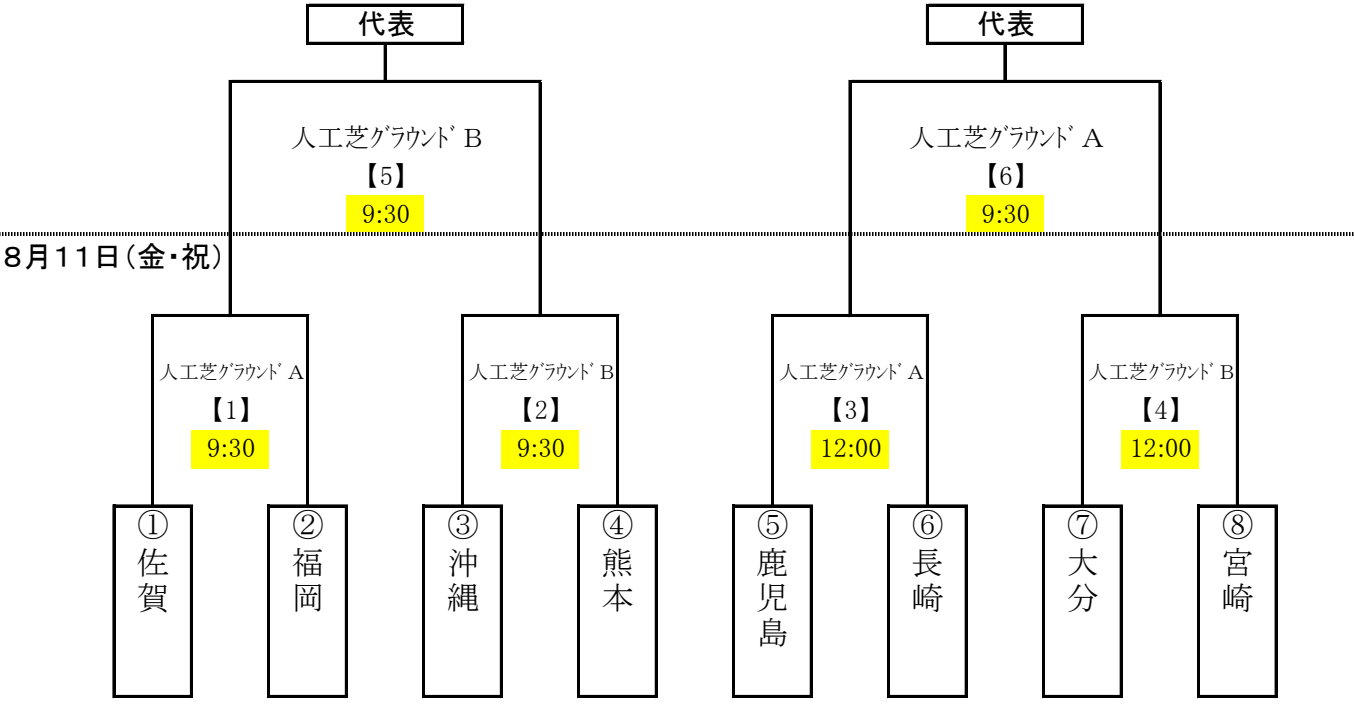 代表
代表
人工芝ｸﾞﾗｳﾝﾄﾞB
【5】
9:30
人工芝ｸﾞﾗｳﾝﾄﾞA
【6】
9:30
８月１１日（金・祝）
人工芝ｸﾞﾗｳﾝﾄﾞA
【1】
9:30
人工芝ｸﾞﾗｳﾝﾄﾞB
【2】
9:30
人工芝ｸﾞﾗｳﾝﾄﾞA
【3】
12:00
人工芝ｸﾞﾗｳﾝﾄﾞB
【4】
12:00
①佐賀
②福岡
③沖縄
④熊本
⑤鹿児島
⑥長崎
⑦大分
⑧宮崎